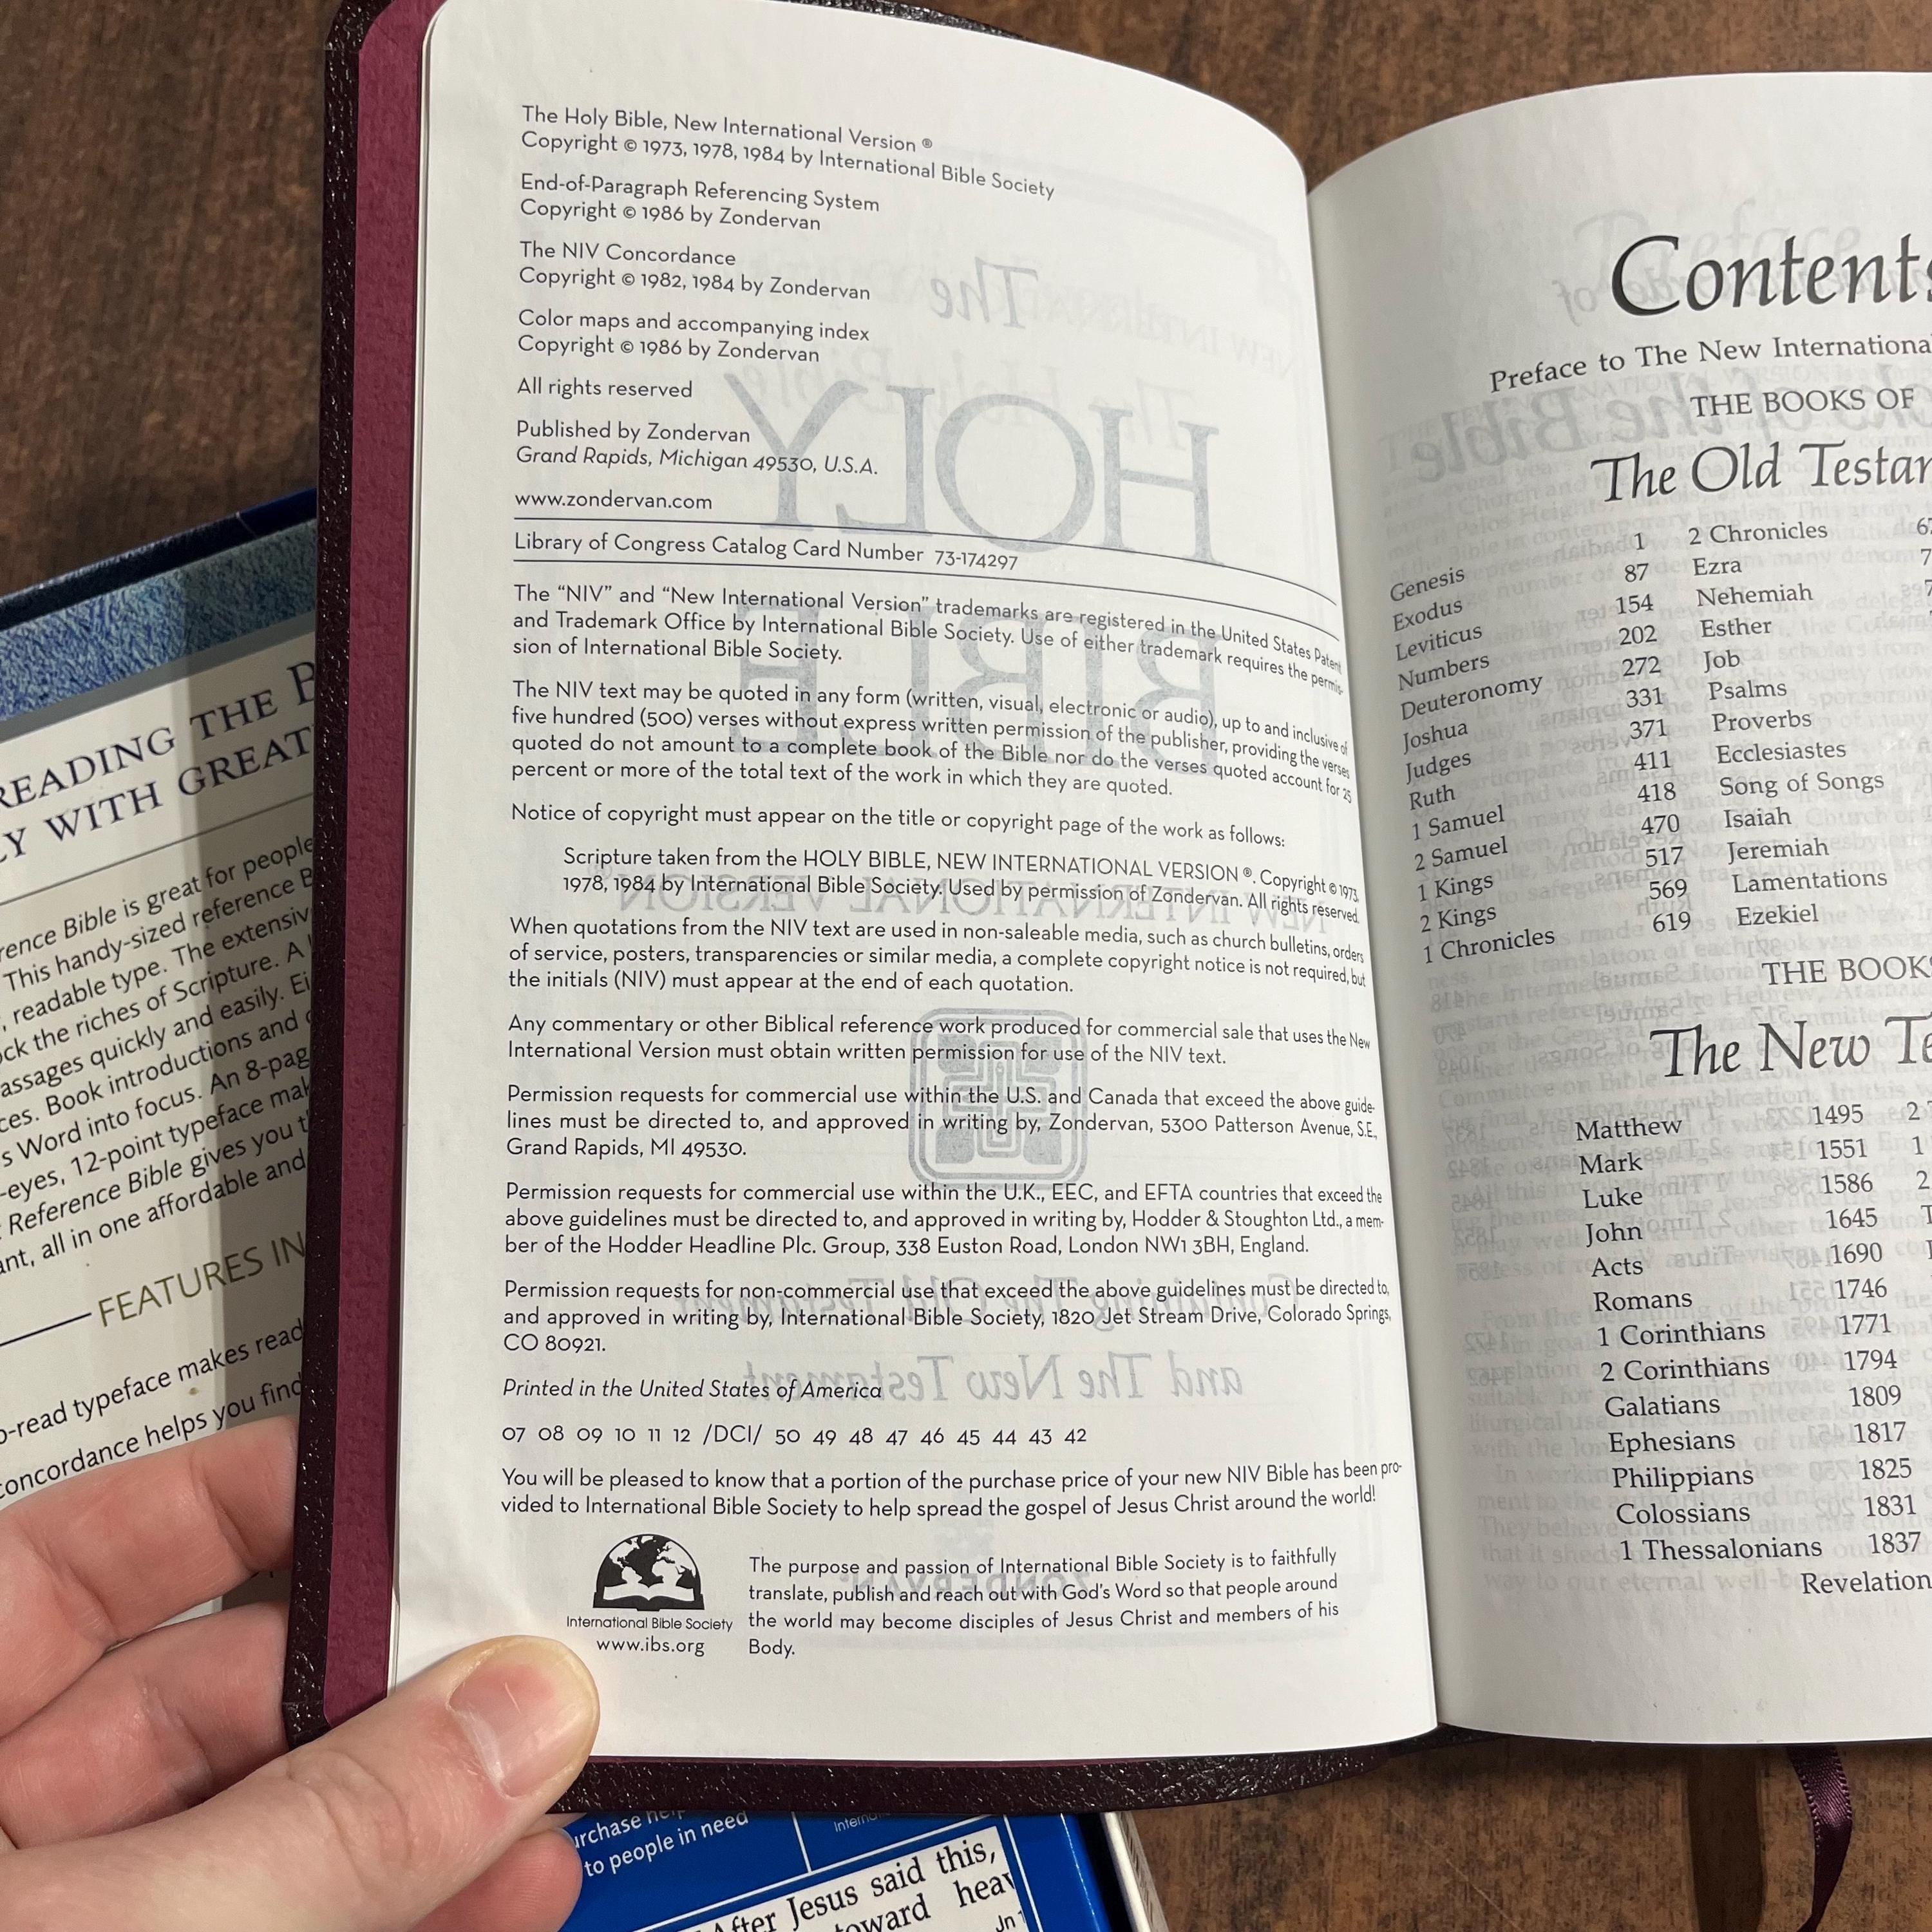 The Holy Bible, New International Version ®
Copyright © 1973, 1978, 1984 by International Bible Society
End-of-Paragraph Referencing System
Copyright © 1986 by Zondervan
The NIV Concordance
Copyright © 1982, 1984 by Zondervan
Color maps and accompanying index
Copyright © 1986 by Zondervan
All rights reserved
Published by Zondervan
Grand Rapids, Michigan 49530, U.S.A.
www.zondervan.com
Library of Congress Catalog Card Number 73-174297
The “NIV” and “New International Version” trademarks are registered in the United States Patent
and Trademark Office by International Bible Society. Use of either trademark requires the permis-
sion of International Bible Society.
The NIV text may be quoted in any form (written, visual, electronic or audio), up to and inclusive of
five hundred (500) verses without express written permission of the publisher, providing the verses
quoted do not amount to a complete book of the Bible nor do the verses quoted account for 25
percent or more of the total text of the work in which they are quoted.
Notice of copyright must appear on the title or copyright page of the work as follows:
Scripture taken from the HOLY BIBLE, NEW INTERNATIONAL VERSION ®. Copyright © 1973,
1978, 1984 by International Bible Society. Used by permission of Zondervan. All rights reserved.
When quotations from the NIV text are used in non-saleable media, such as church bulletins, orders
of service, posters, transparencies or similar media, a complete copyright notice is not required, but
the initials (NIV) must appear at the end of each quotation.
Any commentary or other Biblical reference work produced for commercial sale that uses the New
International Version must obtain written permission for use of the NIV text.
Permission requests for commercial use within the U.S. and Canada that exceed the above guide-
lines must be directed to, and approved in writing by, Zondervan, 5300 Patterson Avenue, S.E.,
Grand Rapids, MI 49530.
Permission requests for commercial use within the U.K., EEC, and EFTA countries that exceed the
above guidelines must be directed to, and approved in writing by, Hodder & Stoughton Ltd., a mem-
ber of the Hodder Headline Plc. Group, 338 Euston Road, London NW1 3BH, England.
Permission requests for non-commercial use that exceed the above guidelines must be directed to,
and approved in writing by, International Bible Society, 1820 Jet Stream Drive, Colorado Springs,
CO 80921.
Printed in the United States of America
07 08 09 10 11 12 /DCI/ 50 49 48 47 46 45 44 43 42
You will be pleased to know that a portion of the purchase price of your new NIV Bible has been pro-
vided to International Bible Society to help spread the gospel of Jesus Christ around the world!
International Bible Society
www.ibs.org
The purpose and passion of International Bible Society is to faithfully
translate, publish and reach out with God's Word so that people around
the world may become disciples of Jesus Christ and members of his
Body.
Contents
Preface to The New Internationa
THE BOOKS OF
The Old Testa
Genesis 1
Exodus 87
Leviticus 154
Numbers 202
Deuteronomy 272
Joshua 331
Judges 371
Ruth 411
1 Samuel 418
2 Samuel 470
1 Kings 517
2 Kings 569
1 Chronicles 619
2 Chronicles
Ezra
Nehemiah
Esther
Job
Psalms
Proverbs
Ecclesiastes
Song of Songs
Isaiah
Jeremiah
Lamentations
Ezekiel
THE BOOK
The New Te
Matthew 1495
Mark 1551
Luke 1586
John 1645
Acts 1690
Romans 1746
1 Corinthians 1771
2 Corinthians 1794
Galatians 1809
Ephesians 1817
Philippians 1825
Colossians 1831
1 Thessalonians 1837
Revelation
READING THE B
LY WITH GREAT
rence Bible is great for people
This handy-sized reference B
, readable type. The extensiv
ock the riches of Scripture. A
assages quickly and easily. Ei
ces. Book introductions and
s Word into focus. An 8-pag
-eyes, 12-point typeface mak
Reference Bible gives you t
ant, all in one affordable and
FEATURES IN
o-read typeface makes read
concordance helps you find
urchase
to people in need
After Jesus said this,
toward heav
Jn 1